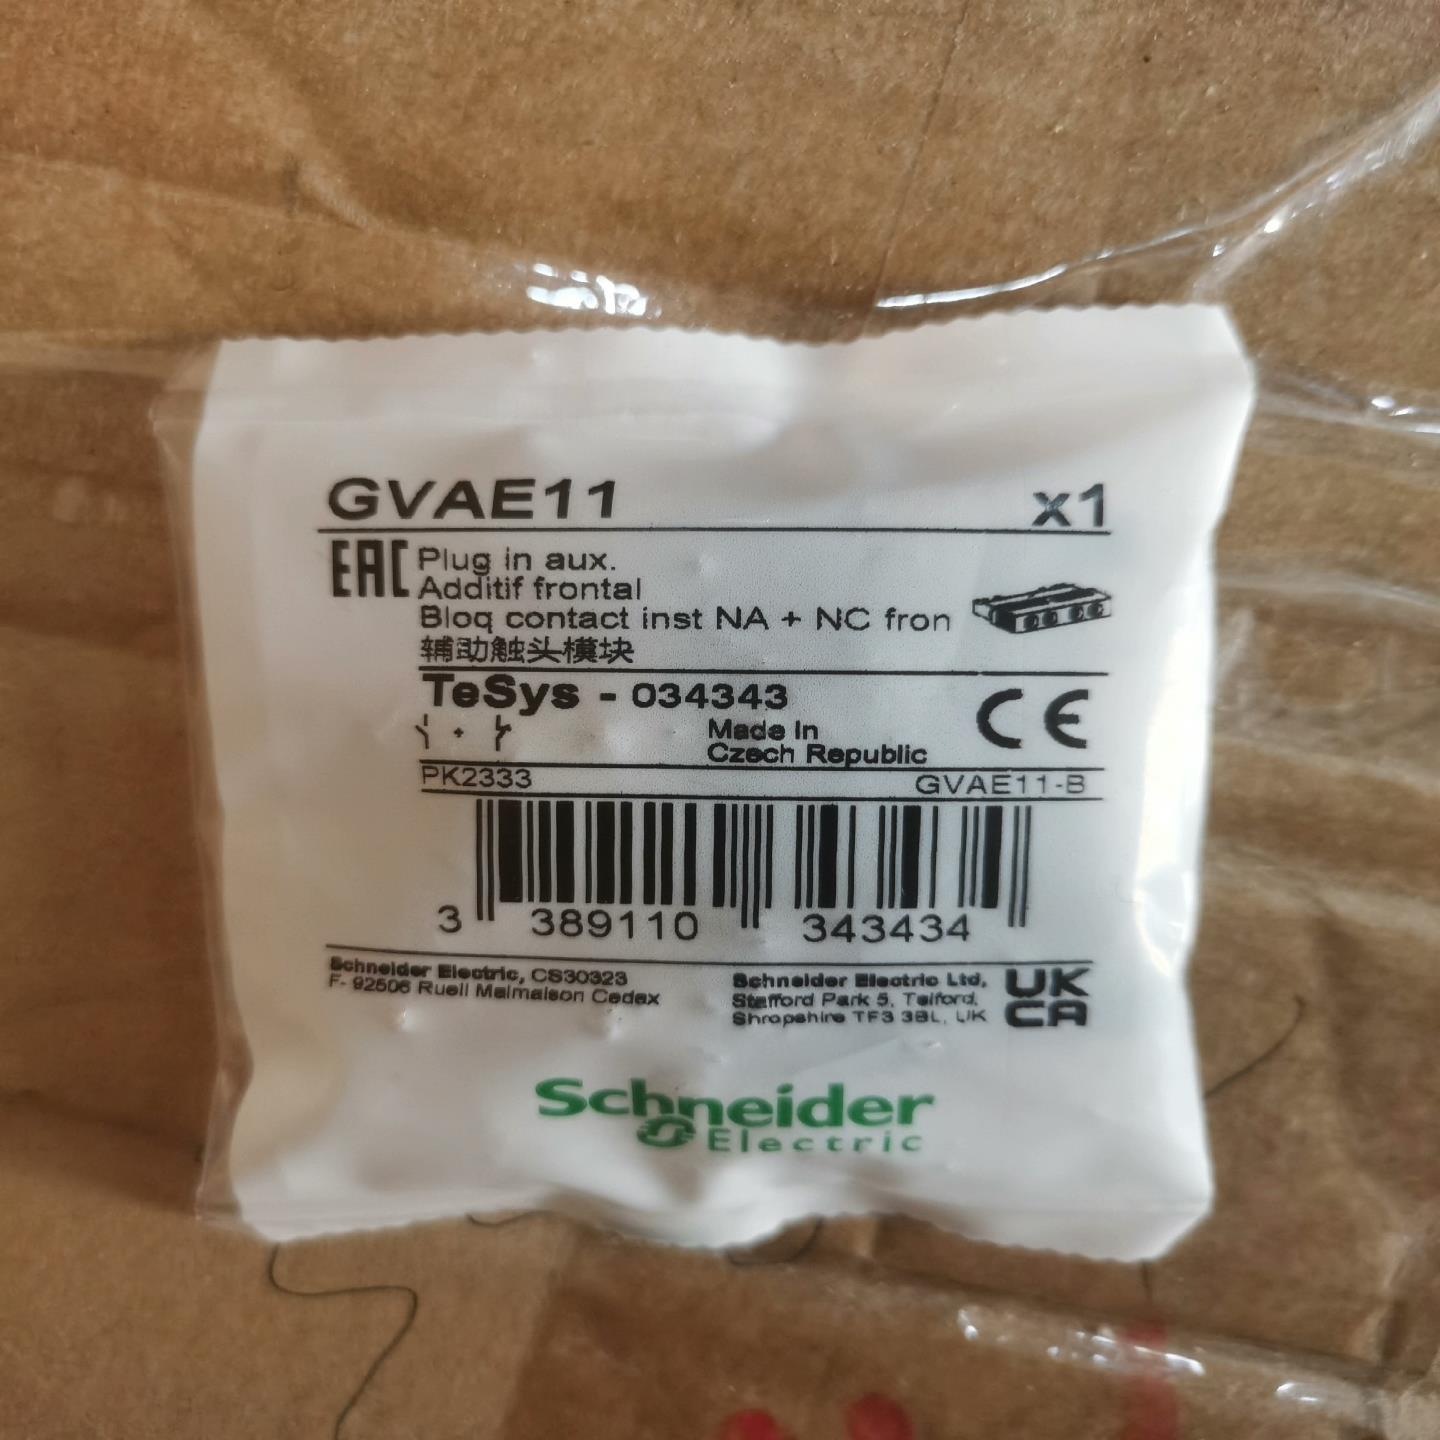 GVAE11 x1
EAC Plug in aux.
Additif frontal
Bloq contact inst NA + NC fron
辅助触头模块
TeSys - 034343
+
Made in
Czech Republic
CE
PK2333 GVAE11-B
3 389110 343434
Schneider Electric, CS30323
F- 92506 Rueil Malmaison Cedex
Schneider Electric Ltd,
Stafford Park 5, Telford,
Shropshire TF3 3BL, UK
UK
CA
Schneider
Electric